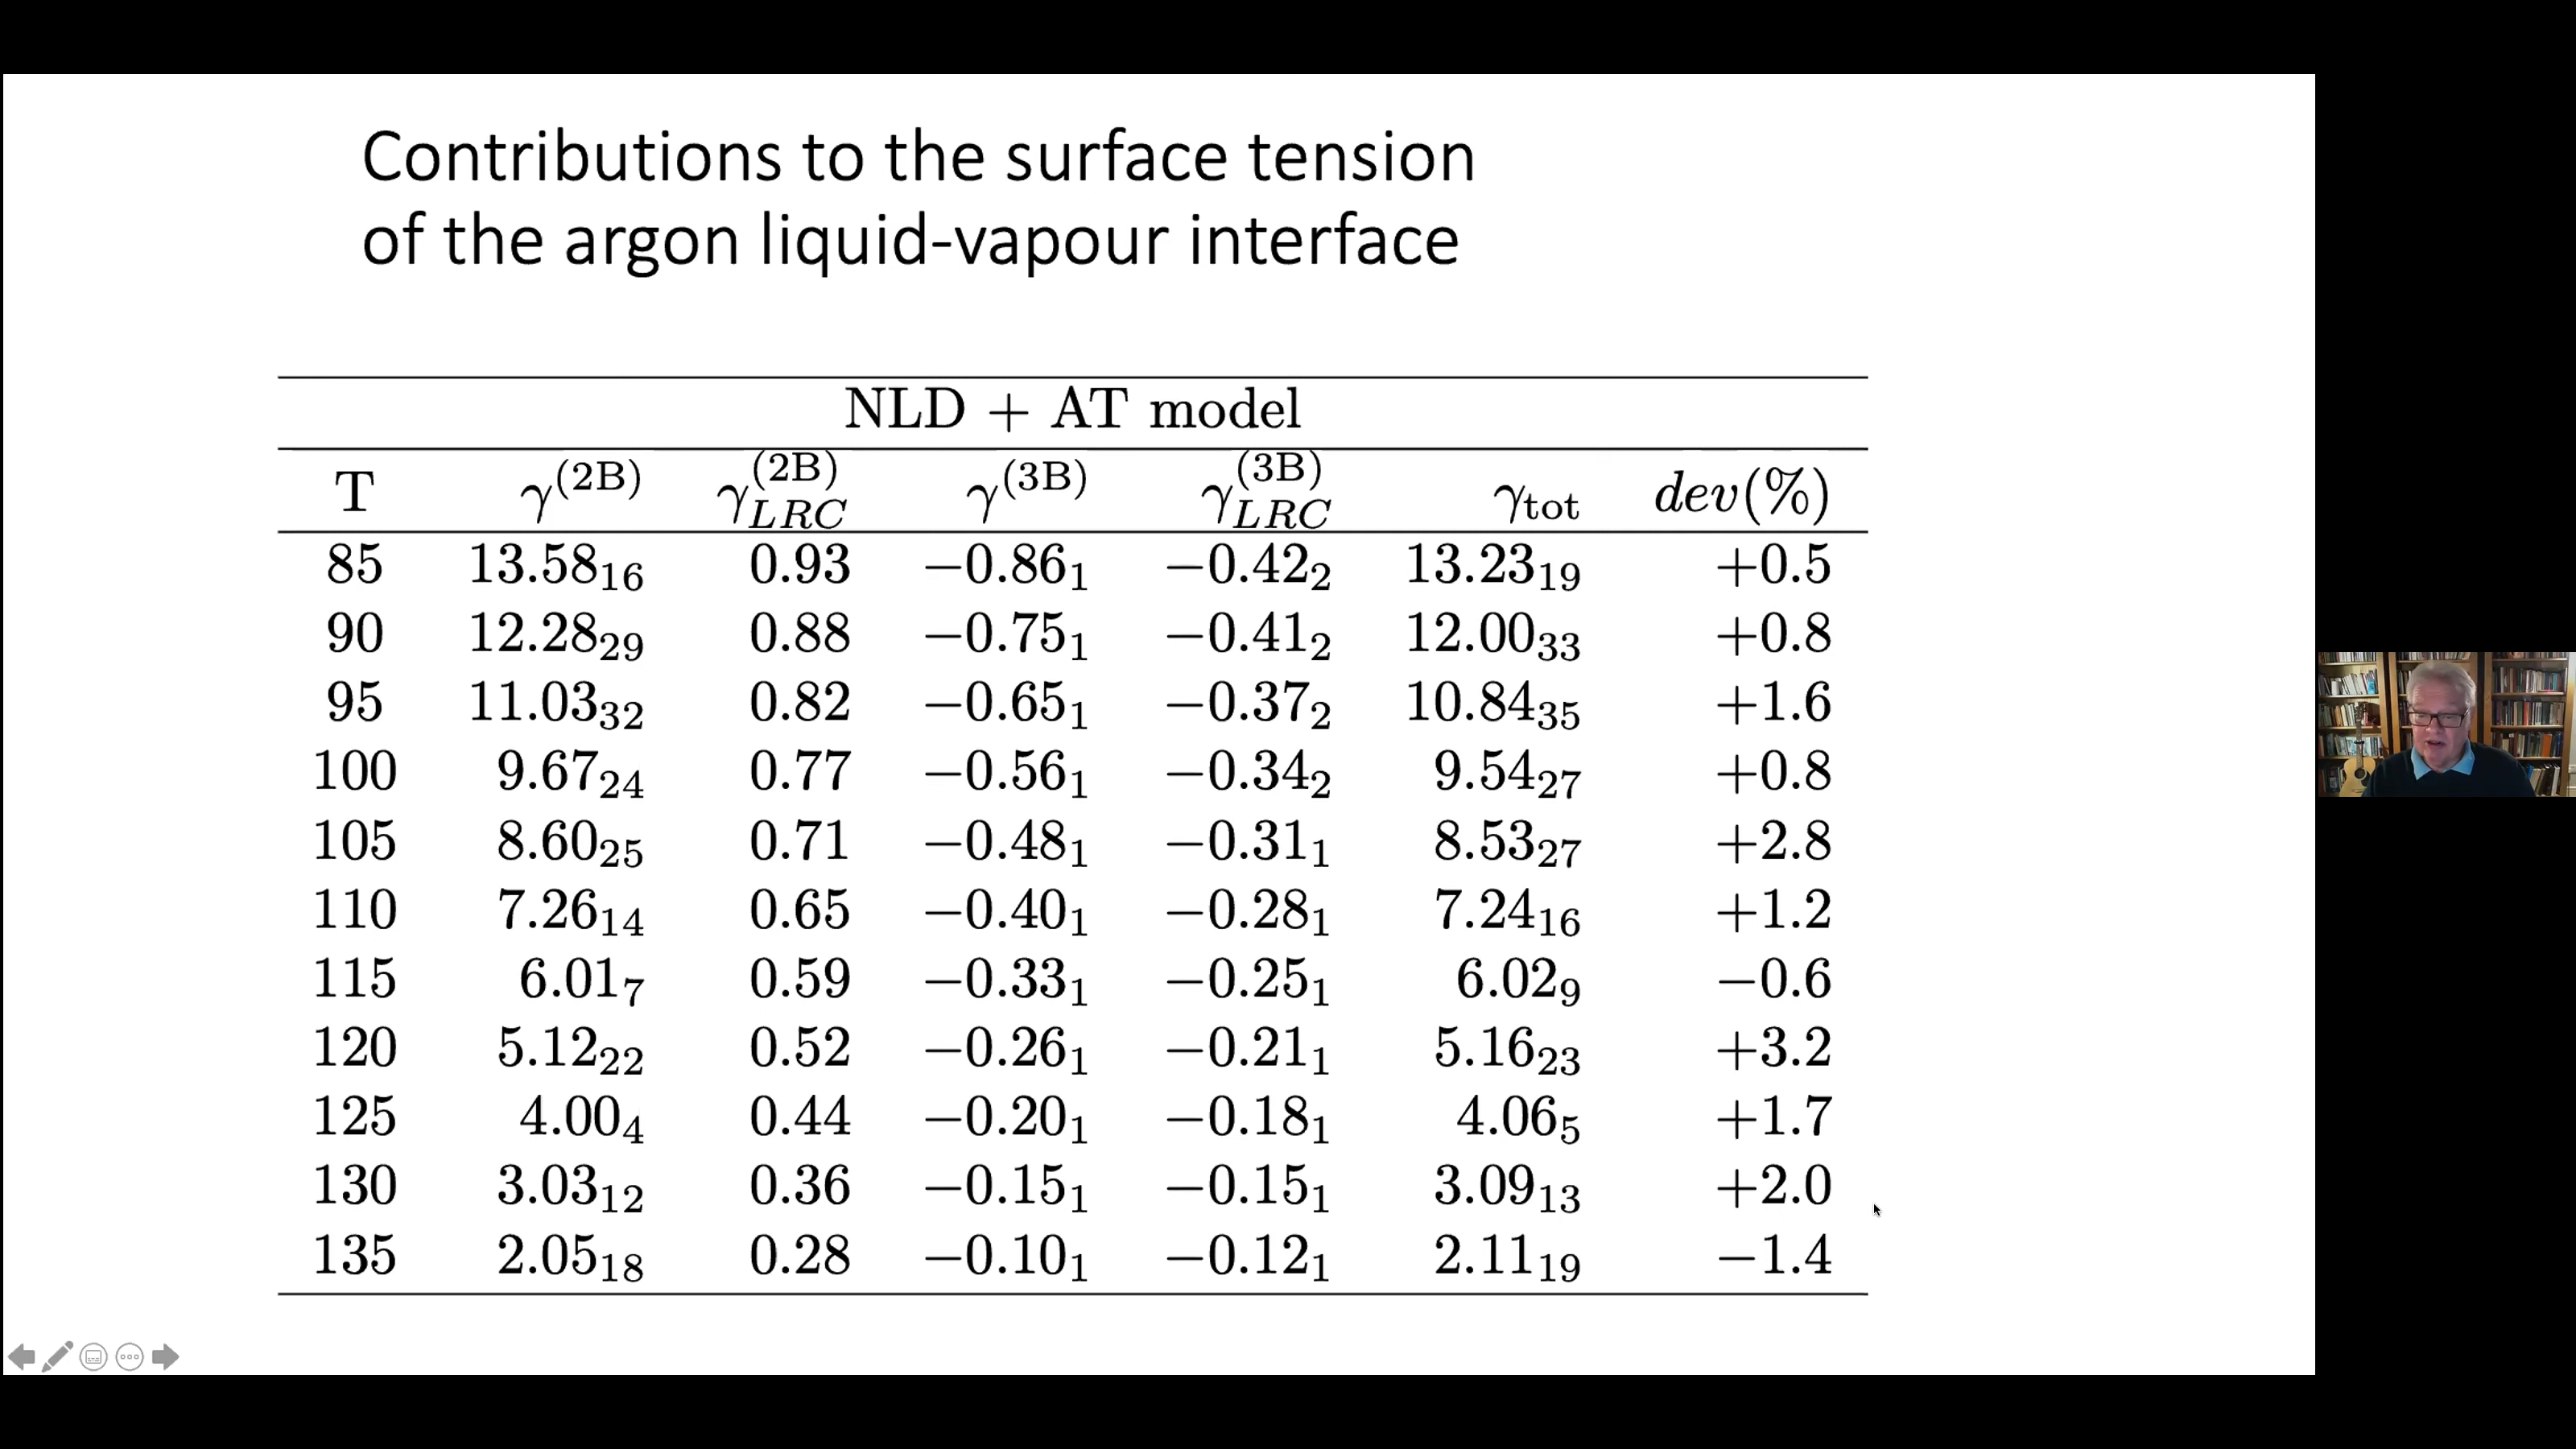 Contributions to the surface tension
of the argon liquid-vapour interface
NLD + AT model
T γ^(2B) γ_LRC^(2B) γ^(3B) γ_LRC^(3B) γ_tot dev(%)
85 13.58₁₆ 0.93 −0.86₁ −0.42₂ 13.23₁₉ +0.5
90 12.28₂₉ 0.88 −0.75₁ −0.41₂ 12.00₃₃ +0.8
95 11.03₃₂ 0.82 −0.65₁ −0.37₂ 10.84₃₅ +1.6
100 9.67₂₄ 0.77 −0.56₁ −0.34₂ 9.54₂₇ +0.8
105 8.60₂₅ 0.71 −0.48₁ −0.31₁ 8.53₂₇ +2.8
110 7.26₁₄ 0.65 −0.40₁ −0.28₁ 7.24₁₆ +1.2
115 6.01₇ 0.59 −0.33₁ −0.25₁ 6.02₉ −0.6
120 5.12₂₂ 0.52 −0.26₁ −0.21₁ 5.16₂₃ +3.2
125 4.00₄ 0.44 −0.20₁ −0.18₁ 4.06₅ +1.7
130 3.03₁₂ 0.36 −0.15₁ −0.15₁ 3.09₁₃ +2.0
135 2.05₁₈ 0.28 −0.10₁ −0.12₁ 2.11₁₉ −1.4